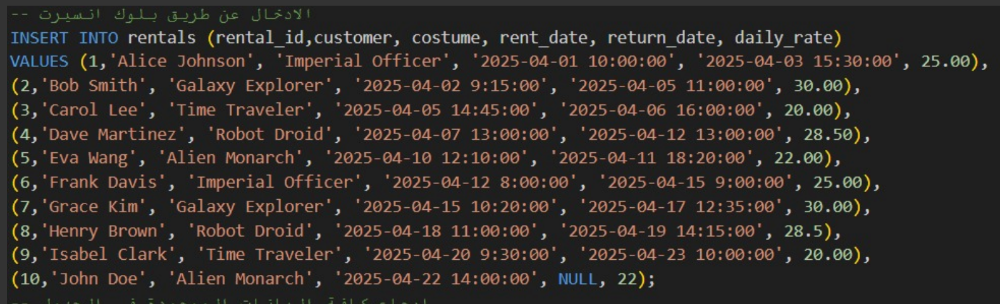 -- الادخال عن طريق بلوك انسيرت
INSERT INTO rentals (rental_id,customer, costume, rent_date, return_date, daily_rate)
VALUES (1,'Alice Johnson', 'Imperial Officer', '2025-04-01 10:00:00', '2025-04-03 15:30:00', 25.00),
(2,'Bob Smith', 'Galaxy Explorer', '2025-04-02 9:15:00', '2025-04-05 11:00:00', 30.00),
(3,'Carol Lee', 'Time Traveler', '2025-04-05 14:45:00', '2025-04-06 16:00:00', 20.00),
(4,'Dave Martinez', 'Robot Droid', '2025-04-07 13:00:00', '2025-04-12 13:00:00', 28.50),
(5,'Eva Wang', 'Alien Monarch', '2025-04-10 12:10:00', '2025-04-11 18:20:00', 22.00),
(6,'Frank Davis', 'Imperial Officer', '2025-04-12 8:00:00', '2025-04-15 9:00:00', 25.00),
(7,'Grace Kim', 'Galaxy Explorer', '2025-04-15 10:20:00', '2025-04-17 12:35:00', 30.00),
(8,'Henry Brown', 'Robot Droid', '2025-04-18 11:00:00', '2025-04-19 14:15:00', 28.5),
(9,'Isabel Clark', 'Time Traveler', '2025-04-20 9:30:00', '2025-04-23 10:00:00', 20.00),
(10,'John Doe', 'Alien Monarch', '2025-04-22 14:00:00', NULL, 22);